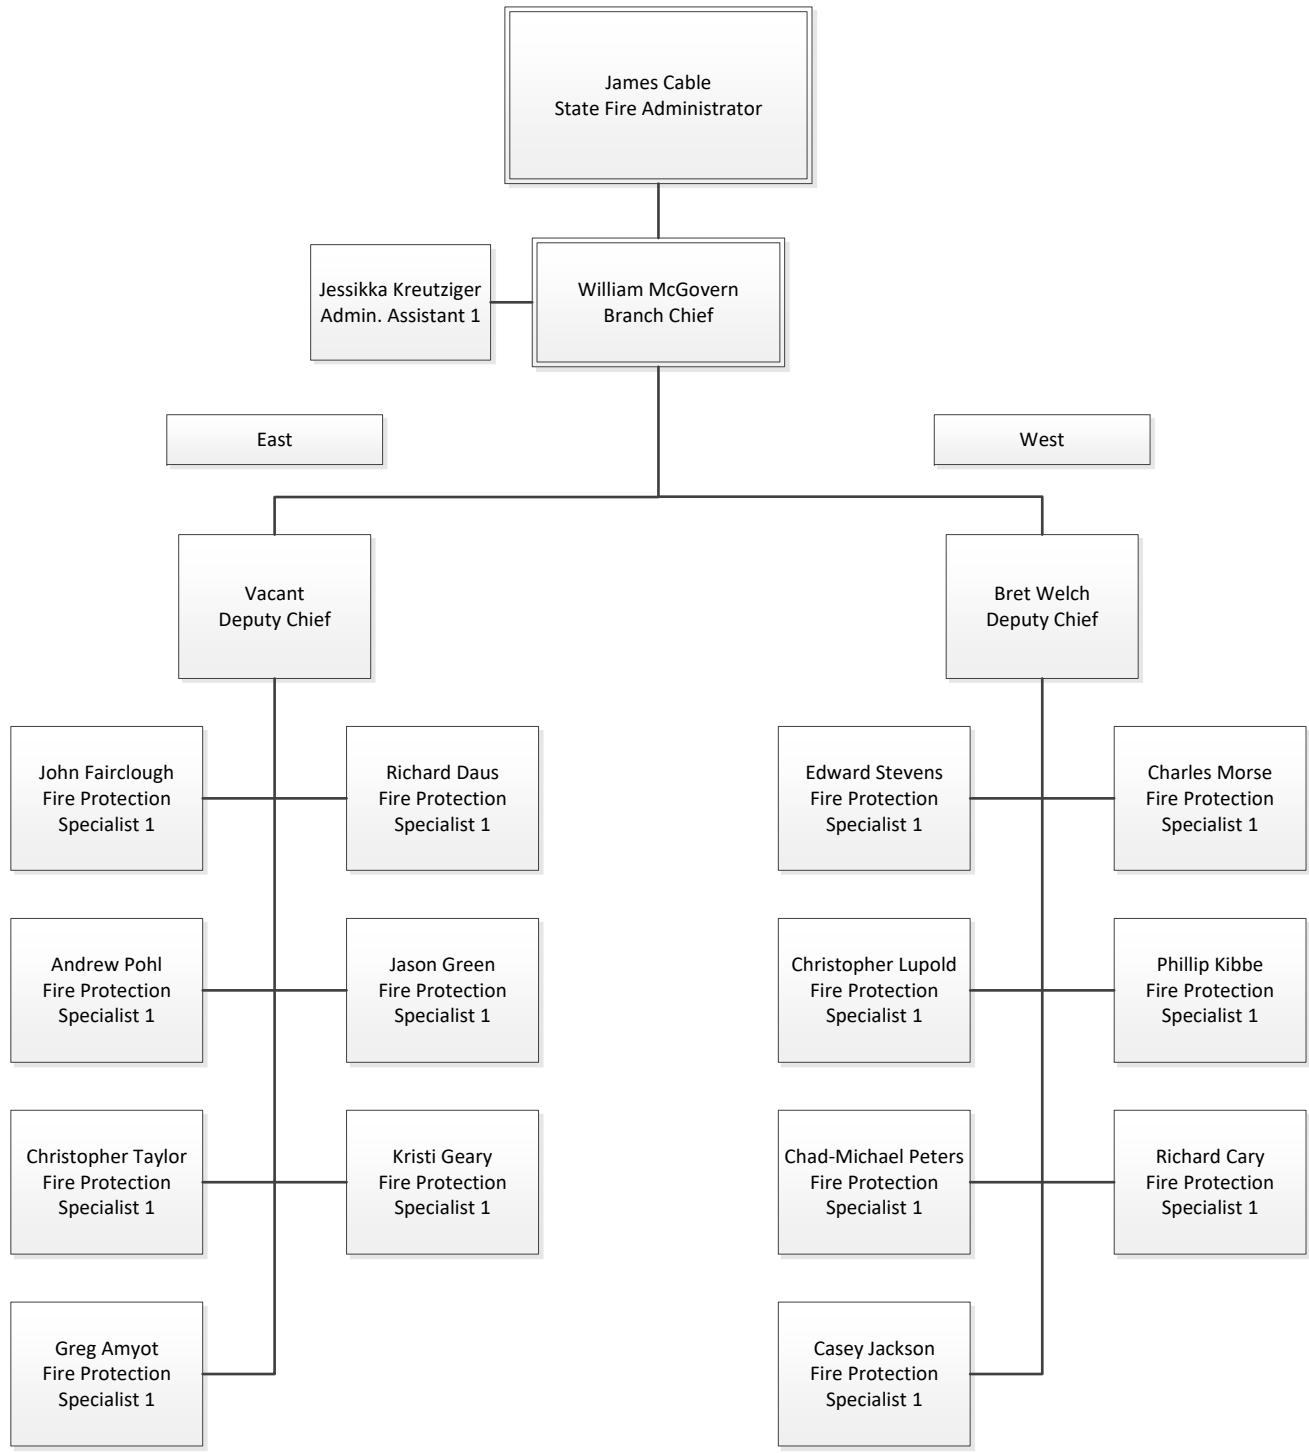 James Cable
State Fire Administrator
Jessikka Kreutziger
Admin. Assistant 1
William McGovern
Branch Chief
East
West
Vacant
Deputy Chief
Bret Welch
Deputy Chief
John Fairclough
Fire Protection
Specialist 1
Richard Daus
Fire Protection
Specialist 1
Edward Stevens
Fire Protection
Specialist 1
Charles Morse
Fire Protection
Specialist 1
Andrew Pohl
Fire Protection
Specialist 1
Jason Green
Fire Protection
Specialist 1
Christopher Lupold
Fire Protection
Specialist 1
Phillip Kibbe
Fire Protection
Specialist 1
Christopher Taylor
Fire Protection
Specialist 1
Kristi Geary
Fire Protection
Specialist 1
Chad-Michael Peters
Fire Protection
Specialist 1
Richard Cary
Fire Protection
Specialist 1
Greg Amyot
Fire Protection
Specialist 1
Casey Jackson
Fire Protection
Specialist 1